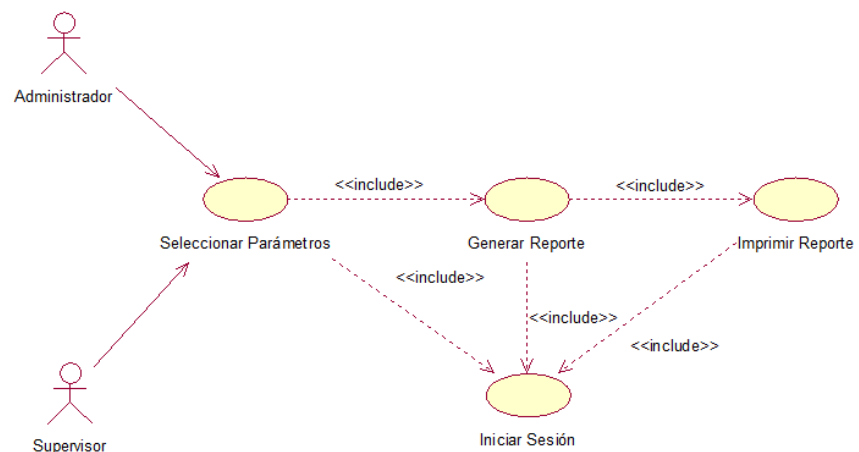 Administrador
<<include>>
<<include>>
Seleccionar Parámetros
Generar Reporte
Imprimir Reporte
<<include>>
<<include>>
<<include>>
Supervisor
Iniciar Sesión